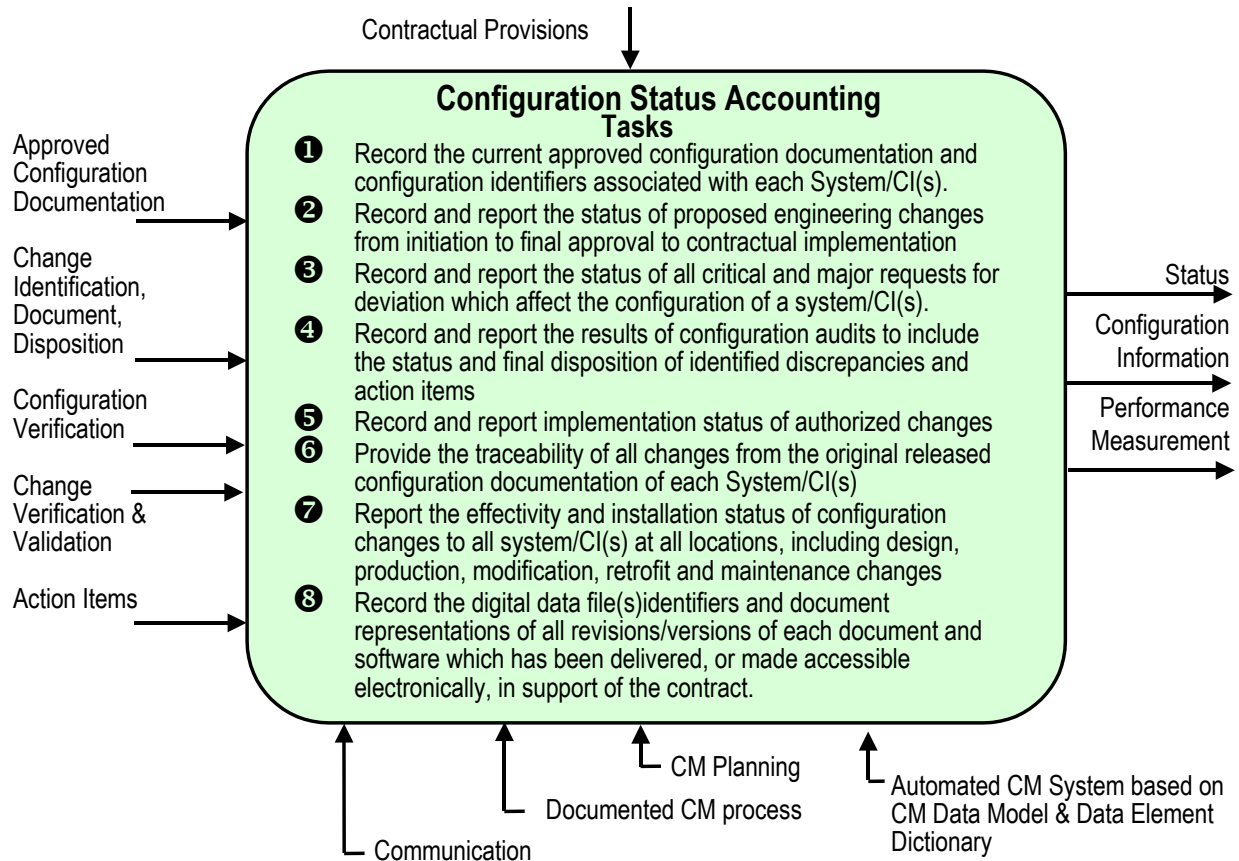 Contractual Provisions
Configuration Status Accounting
Tasks
❶ Record the current approved configuration documentation and
configuration identifiers associated with each System/CI(s).
❷ Record and report the status of proposed engineering changes
from initiation to final approval to contractual implementation
❸ Record and report the status of all critical and major requests for
deviation which affect the configuration of a system/CI(s).
❹ Record and report the results of configuration audits to include
the status and final disposition of identified discrepancies and
action items
❺ Record and report implementation status of authorized changes
❻ Provide the traceability of all changes from the original released
configuration documentation of each System/CI(s)
❼ Report the effectivity and installation status of configuration
changes to all system/CI(s) at all locations, including design,
production, modification, retrofit and maintenance changes
❽ Record the digital data file(s)identifiers and document
representations of all revisions/versions of each document and
software which has been delivered, or made accessible
electronically, in support of the contract.
Approved
Configuration
Documentation
Change
Identification,
Document,
Disposition
Configuration
Verification
Change
Verification &
Validation
Action Items
Status
Configuration
Information
Performance
Measurement
CM Planning
Documented CM process
Communication
Automated CM System based on
CM Data Model & Data Element
Dictionary